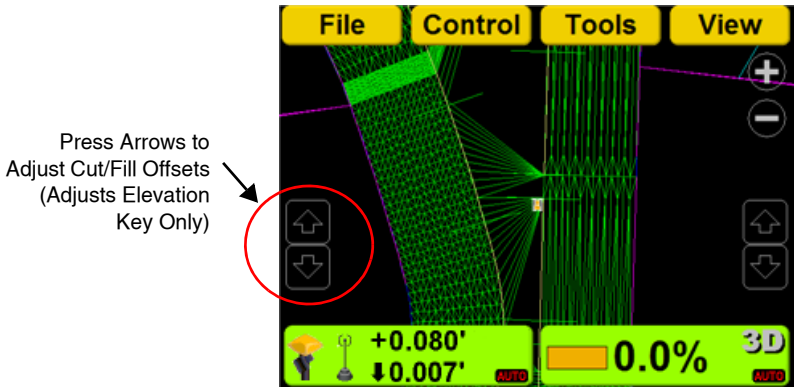 File Control Tools View
Press Arrows to
Adjust Cut/Fill Offsets
(Adjusts Elevation
Key Only)
+0.080'
⬇0.007' AUTO
0.0% 3D
AUTO